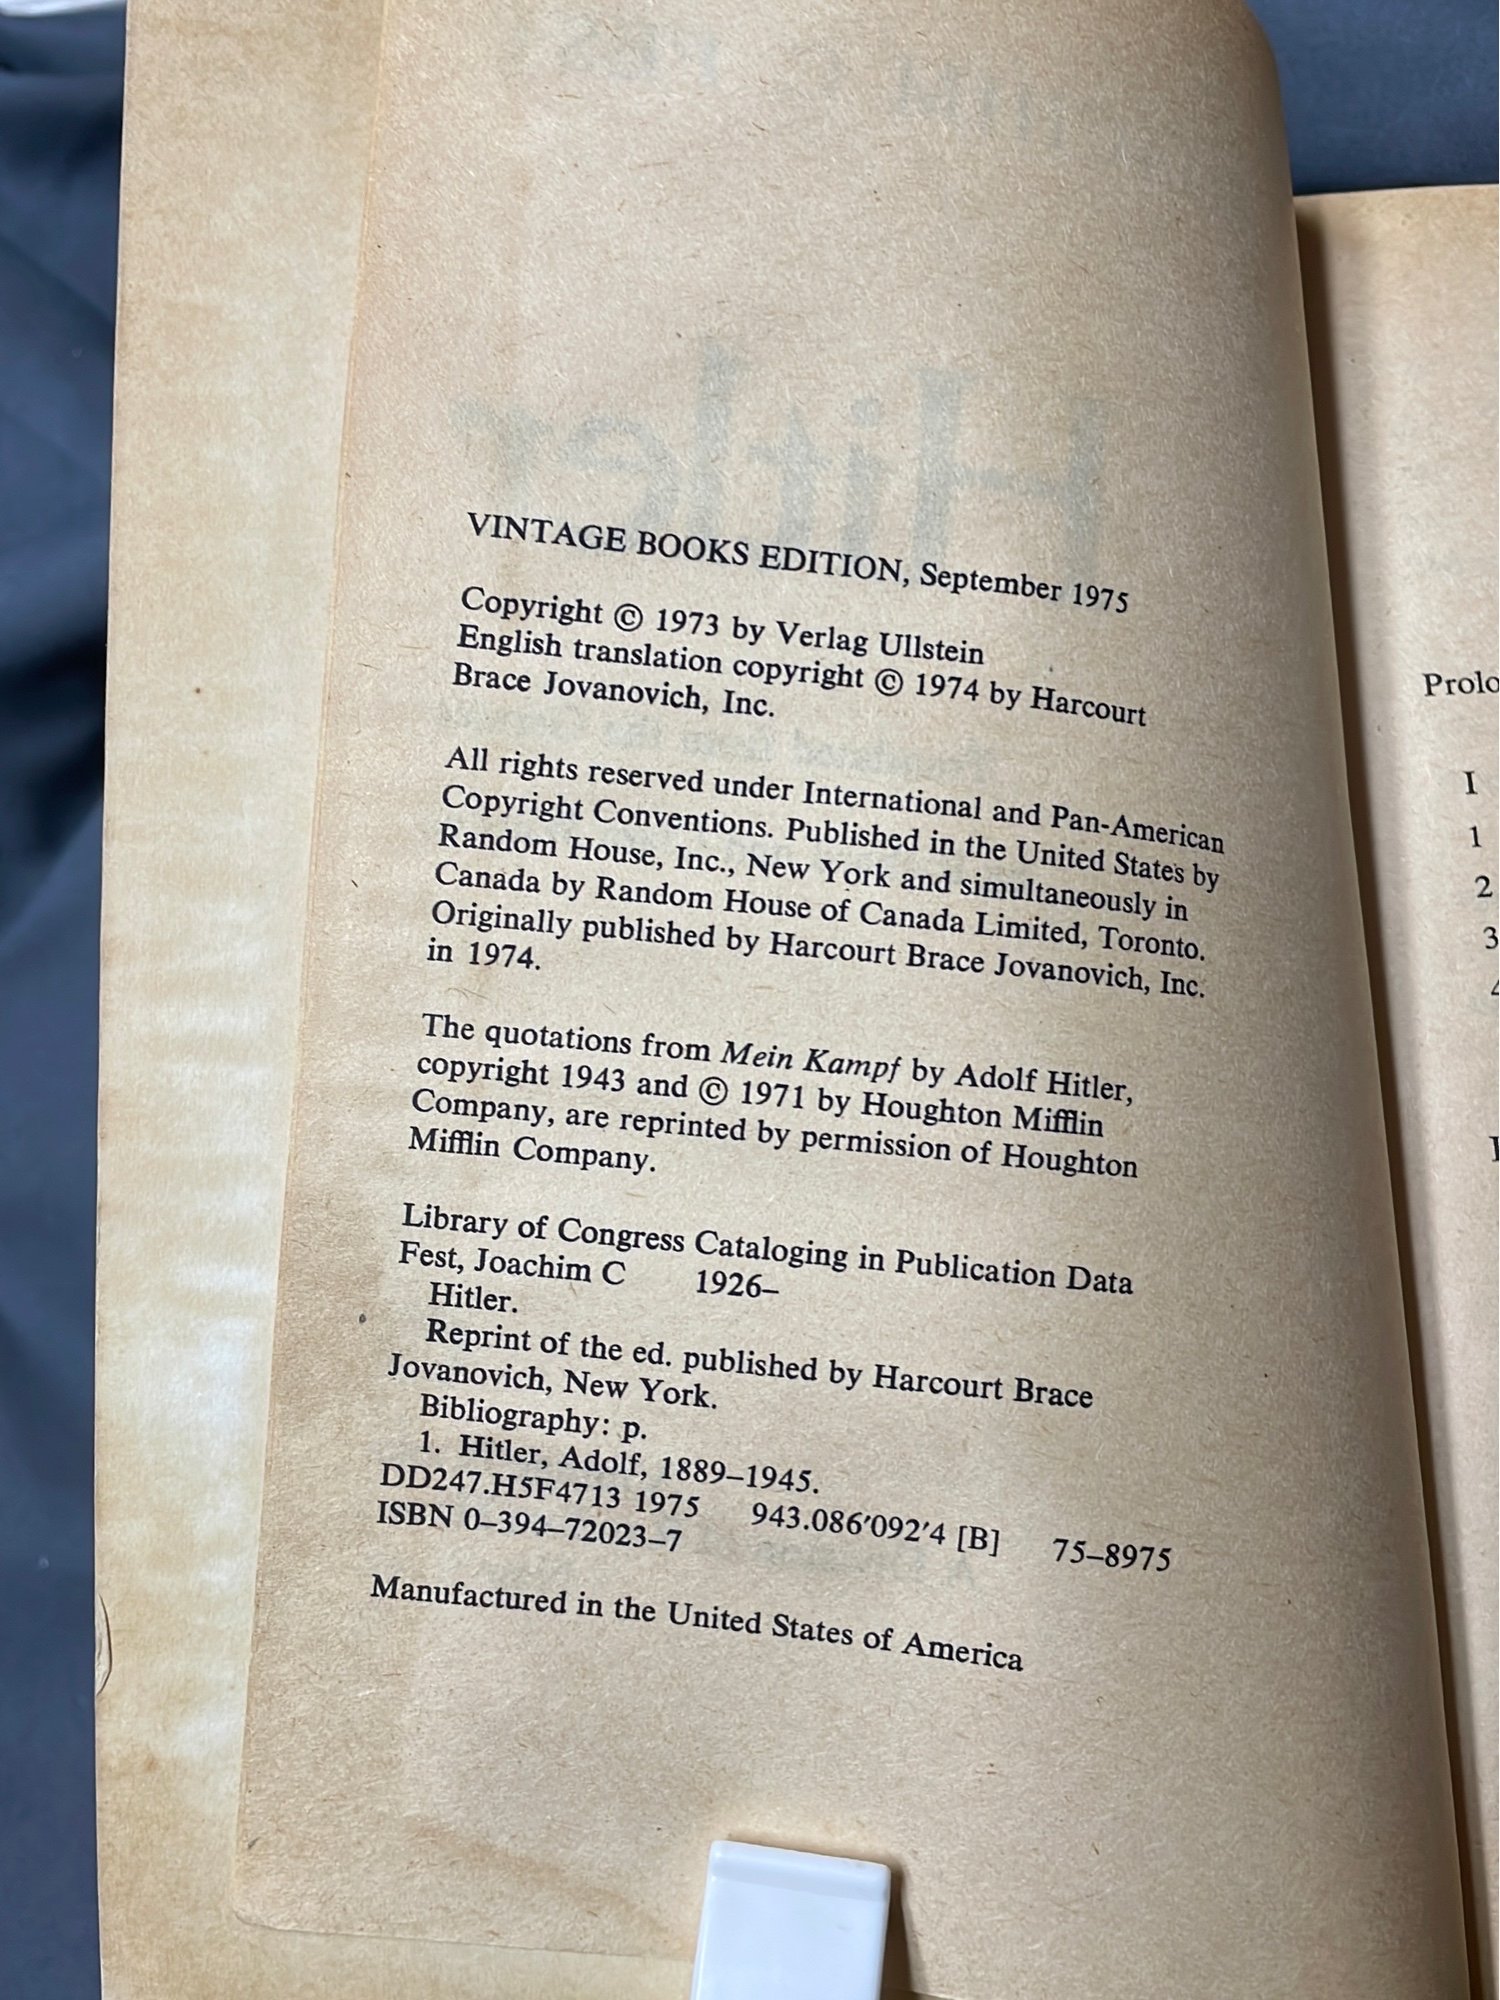 Hitler
VINTAGE BOOKS EDITION, September 1975
Copyright © 1973 by Verlag Ullstein
English translation copyright © 1974 by Harcourt
Brace Jovanovich, Inc.
All rights reserved under International and Pan-American
Copyright Conventions. Published in the United States by
Random House, Inc., New York and simultaneously in
Canada by Random House of Canada Limited, Toronto.
Originally published by Harcourt Brace Jovanovich, Inc.
in 1974.
The quotations from Mein Kampf by Adolf Hitler,
copyright 1943 and © 1971 by Houghton Mifflin
Company, are reprinted by permission of Houghton
Mifflin Company.
Library of Congress Cataloging in Publication Data
Fest, Joachim C 1926–
Hitler.
Reprint of the ed. published by Harcourt Brace
Jovanovich, New York.
Bibliography: p.
1. Hitler, Adolf, 1889–1945.
DD247.H5F4713 1975 943.086′092′4 [B] 75–8975
ISBN 0–394–72023–7
Manufactured in the United States of America
Prolo
I
1
2
3